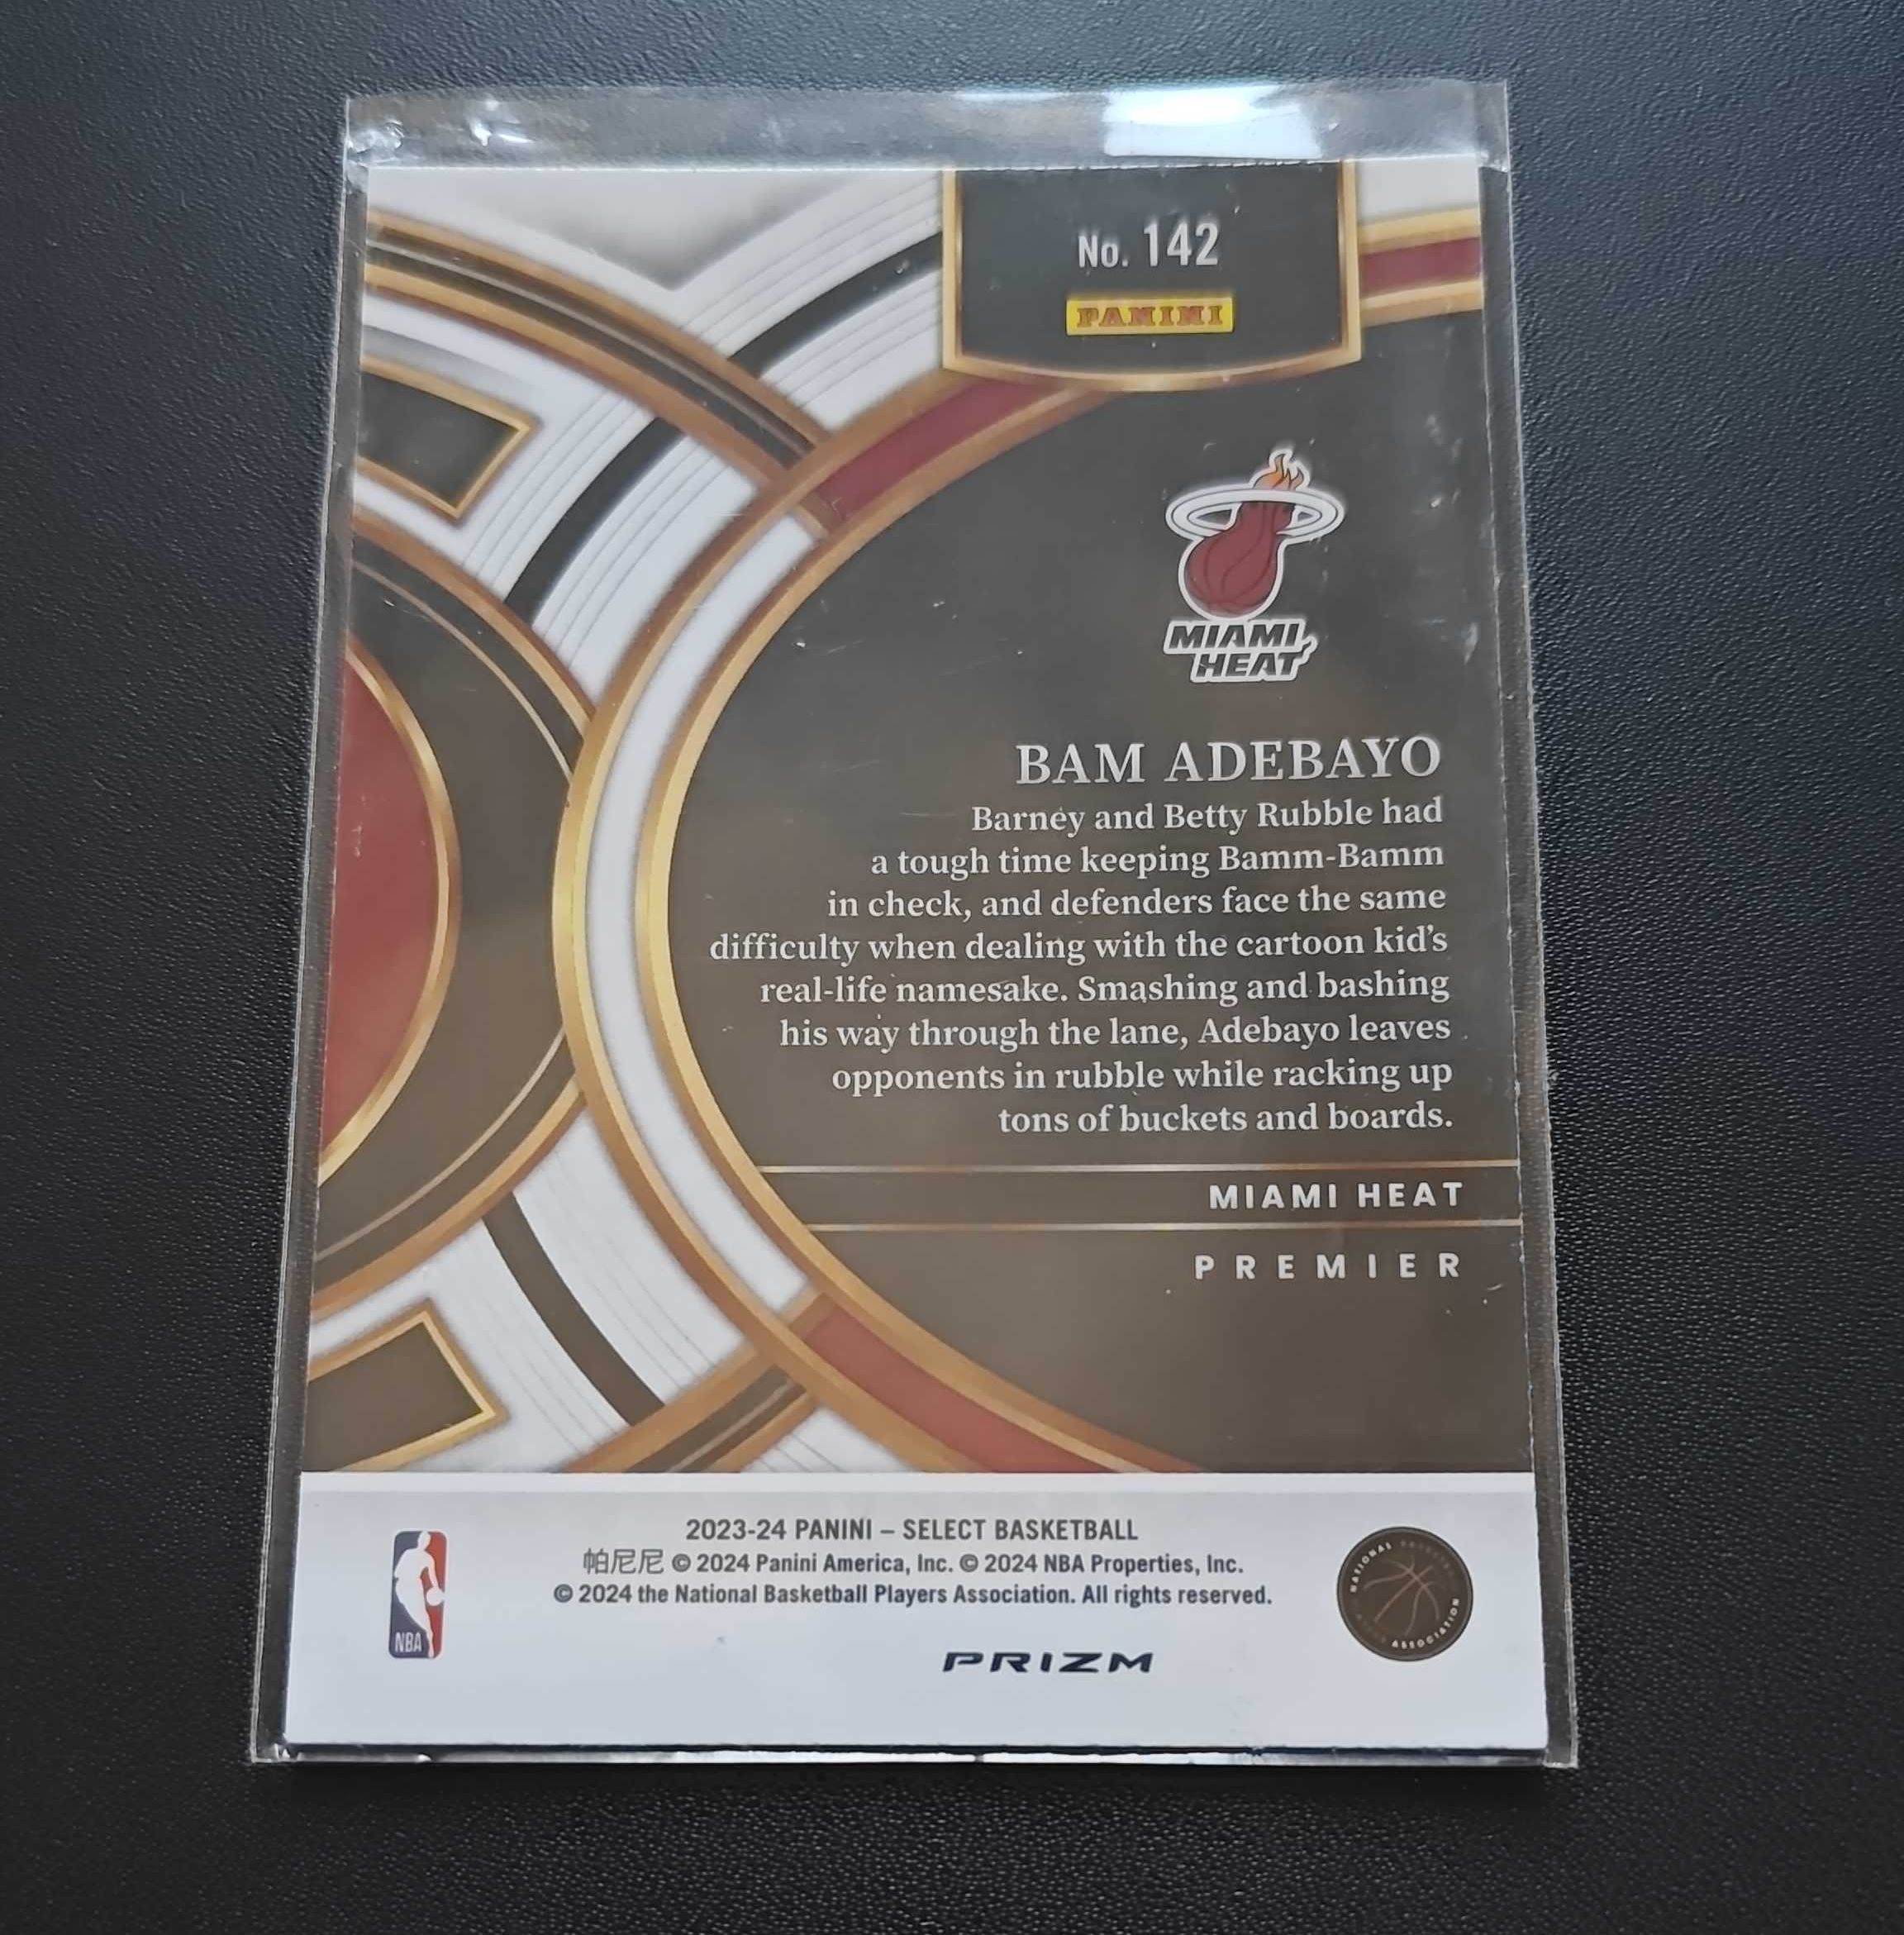 No. 142
PANINI
MIAMI
HEAT
BAM ADEBAYO
Barney and Betty Rubble had
a tough time keeping Bamm-Bamm
in check, and defenders face the same
difficulty when dealing with the cartoon kid's
real-life namesake. Smashing and bashing
his way through the lane, Adebayo leaves
opponents in rubble while racking up
tons of buckets and boards.
MIAMI HEAT
PREMIER
2023-24 PANINI – SELECT BASKETBALL
帕尼尼 © 2024 Panini America, Inc. © 2024 NBA Properties, Inc.
© 2024 the National Basketball Players Association. All rights reserved.
NBA
NATIONAL
ASSOCIATION
PRIZM